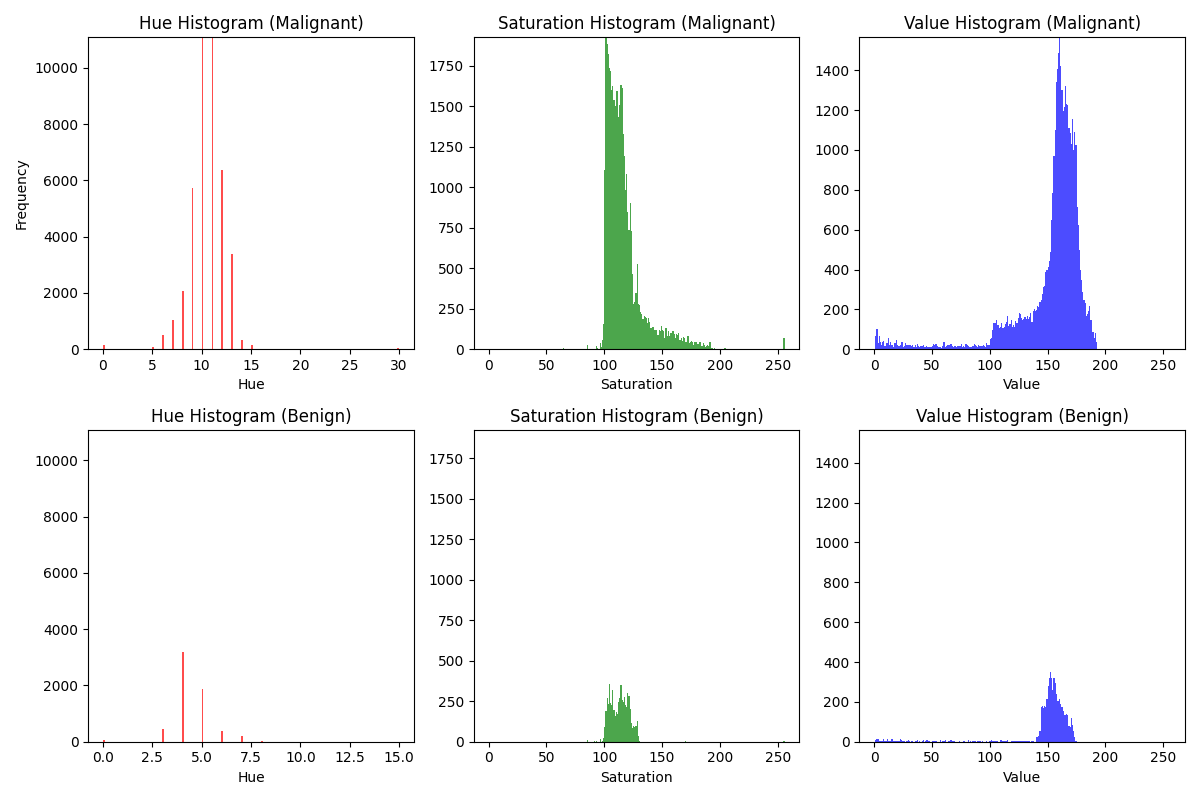 Hue Histogram (Malignant)
Frequency
10000
8000
6000
4000
2000
0
0 5 10 15 20 25 30
Hue
Saturation Histogram (Malignant)
1750
1500
1250
1000
750
500
250
0
0 50 100 150 200 250
Saturation
Value Histogram (Malignant)
1400
1200
1000
800
600
400
200
0
0 50 100 150 200 250
Value
Hue Histogram (Benign)
10000
8000
6000
4000
2000
0
0.0 2.5 5.0 7.5 10.0 12.5 15.0
Hue
Saturation Histogram (Benign)
1750
1500
1250
1000
750
500
250
0
0 50 100 150 200 250
Saturation
Value Histogram (Benign)
1400
1200
1000
800
600
400
200
0
0 50 100 150 200 250
Value